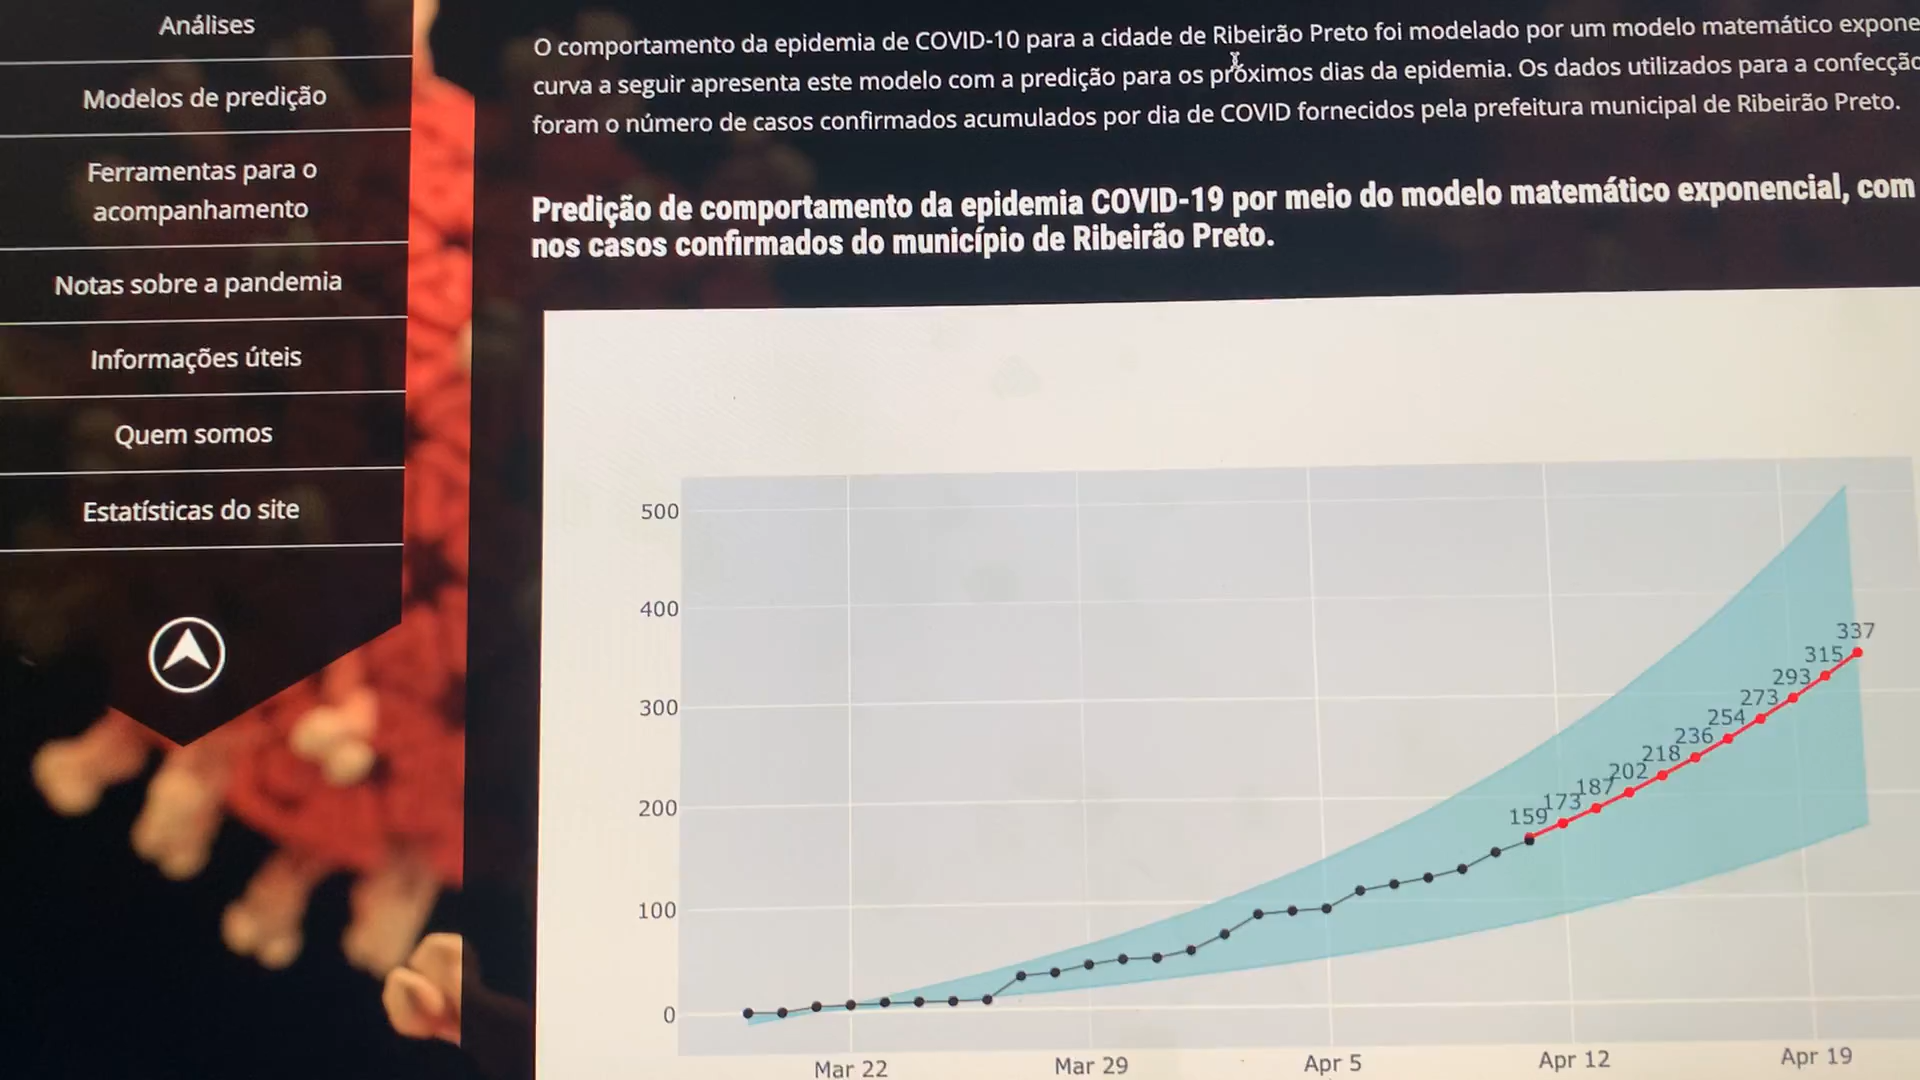 Análises
Modelos de predição
Ferramentas para o
acompanhamento
Notas sobre a pandemia
Informações úteis
Quem somos
Estatísticas do site
O comportamento da epidemia de COVID-10 para a cidade de Ribeirão Preto foi modelado por um modelo matemático expone
curva a seguir apresenta este modelo com a predição para os próximos dias da epidemia. Os dados utilizados para a confecção
foram o número de casos confirmados acumulados por dia de COVID fornecidos pela prefeitura municipal de Ribeirão Preto.
Predição de comportamento da epidemia COVID-19 por meio do modelo matemático exponencial, com
nos casos confirmados do município de Ribeirão Preto.
500
400
300
200
100
0
337
315
293
273
254
236
218
202
187
173
159
Mar 22
Mar 29
Apr 5
Apr 12
Apr 19